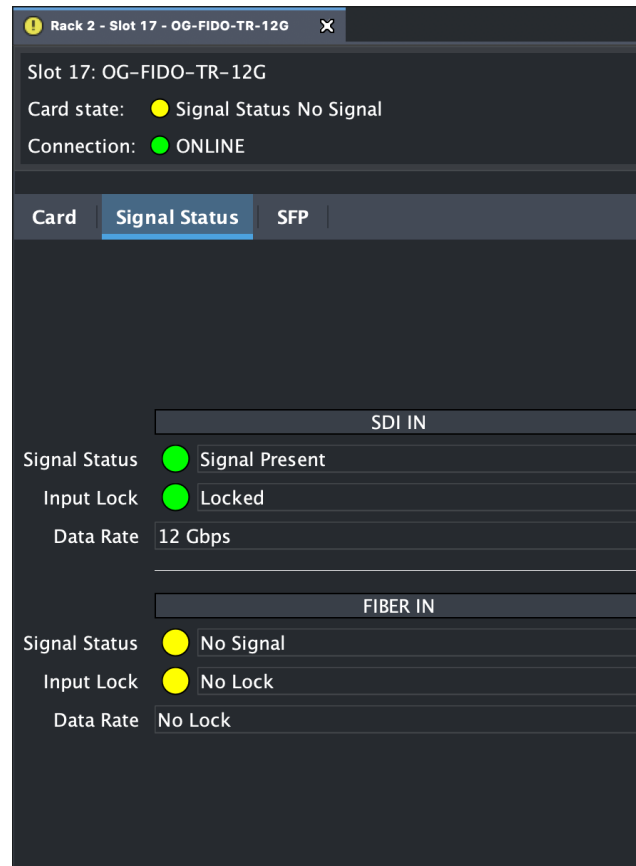 ! Rack 2 - Slot 17 - OG-FIDO-TR-12G X
Slot 17: OG-FIDO-TR-12G
Card state: Signal Status No Signal
Connection: ONLINE
Card Signal Status SFP
SDI IN
Signal Status Signal Present
Input Lock Locked
Data Rate 12 Gbps
FIBER IN
Signal Status No Signal
Input Lock No Lock
Data Rate No Lock